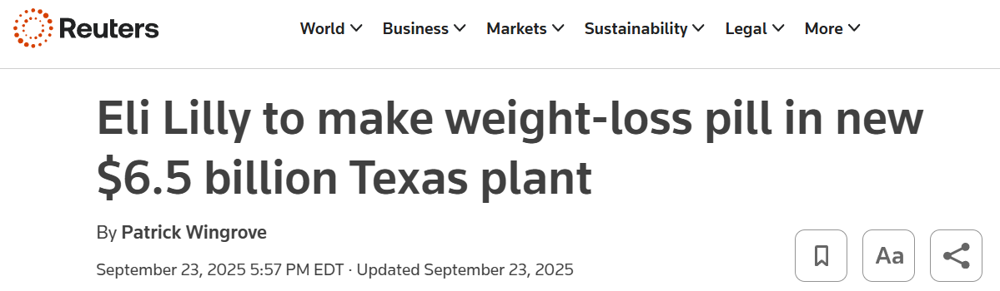 Reuters
World Business Markets Sustainability Legal More
Eli Lilly to make weight-loss pill in new
$6.5 billion Texas plant
By Patrick Wingrove
September 23, 2025 5:57 PM EDT · Updated September 23, 2025
Aa